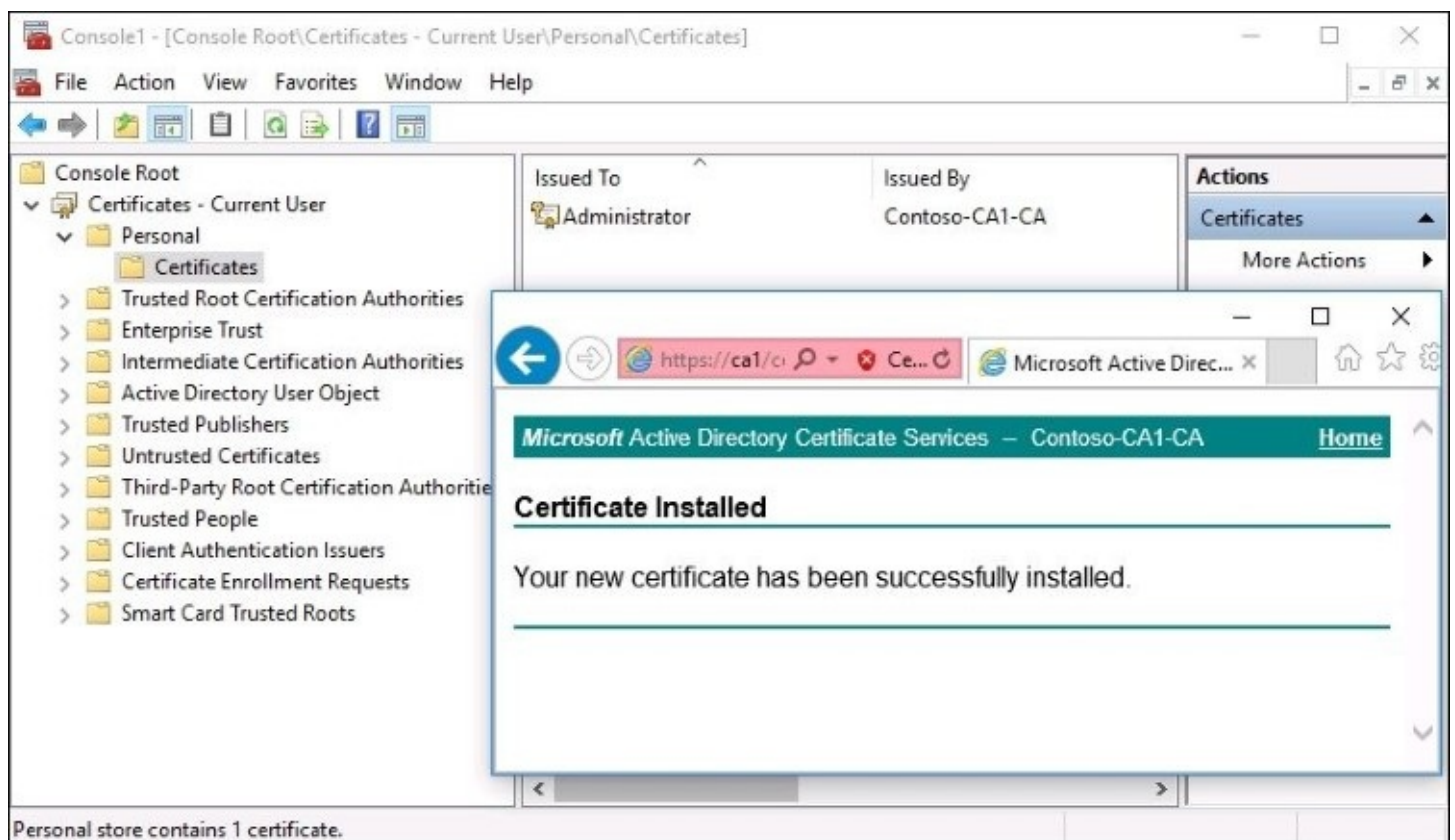 Console1 - [Console Root\Certificates - Current User\Personal\Certificates]
File Action View Favorites Window Help
Console Root
Certificates - Current User
Personal
Certificates
Trusted Root Certification Authorities
Enterprise Trust
Intermediate Certification Authorities
Active Directory User Object
Trusted Publishers
Untrusted Certificates
Third-Party Root Certification Authoritie
Trusted People
Client Authentication Issuers
Certificate Enrollment Requests
Smart Card Trusted Roots
Issued To Issued By
Administrator Contoso-CA1-CA
Actions
Certificates
More Actions
https://ca1/ce Ce... Microsoft Active Direc...
Microsoft Active Directory Certificate Services – Contoso-CA1-CA Home
Certificate Installed
Your new certificate has been successfully installed.
Personal store contains 1 certificate.